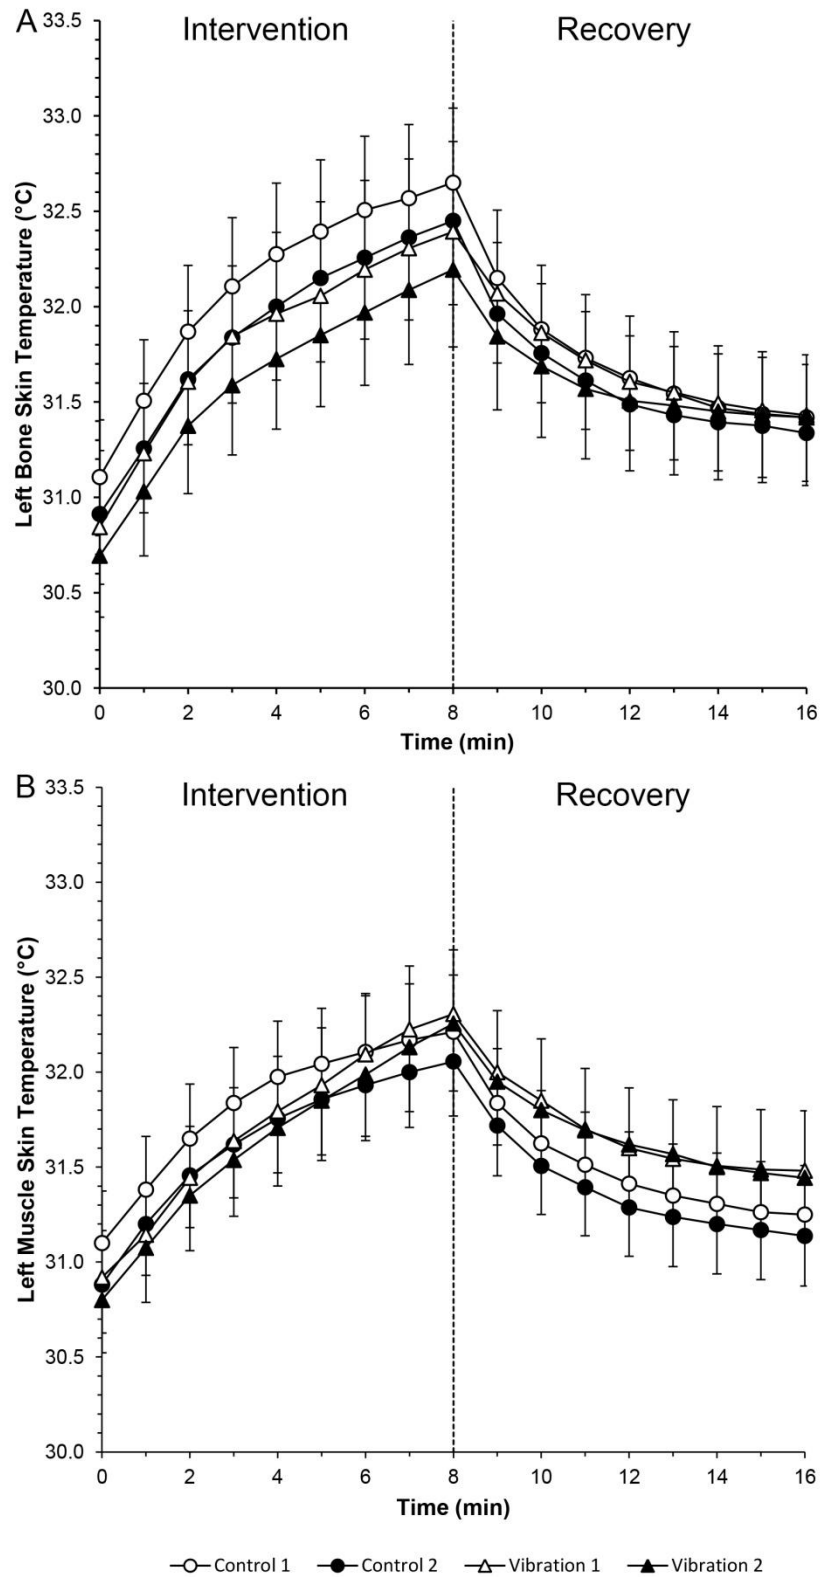 A
Intervention
Recovery
33.5
33.0
32.5
32.0
31.5
31.0
30.5
30.0
Left Bone Skin Temperature (°C)
0 2 4 6 8 10 12 14 16
Time (min)
B
Intervention
Recovery
33.5
33.0
32.5
32.0
31.5
31.0
30.5
30.0
Left Muscle Skin Temperature (°C)
0 2 4 6 8 10 12 14 16
Time (min)
Control 1 Control 2 Vibration 1 Vibration 2